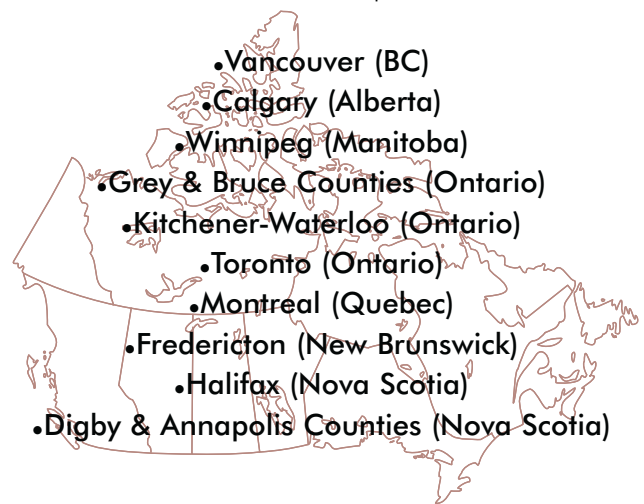 •Vancouver (BC)
•Calgary (Alberta)
•Winnipeg (Manitoba)
•Grey & Bruce Counties (Ontario)
•Kitchener-Waterloo (Ontario)
•Toronto (Ontario)
•Montreal (Quebec)
•Fredericton (New Brunswick)
•Halifax (Nova Scotia)
•Digby & Annapolis Counties (Nova Scotia)